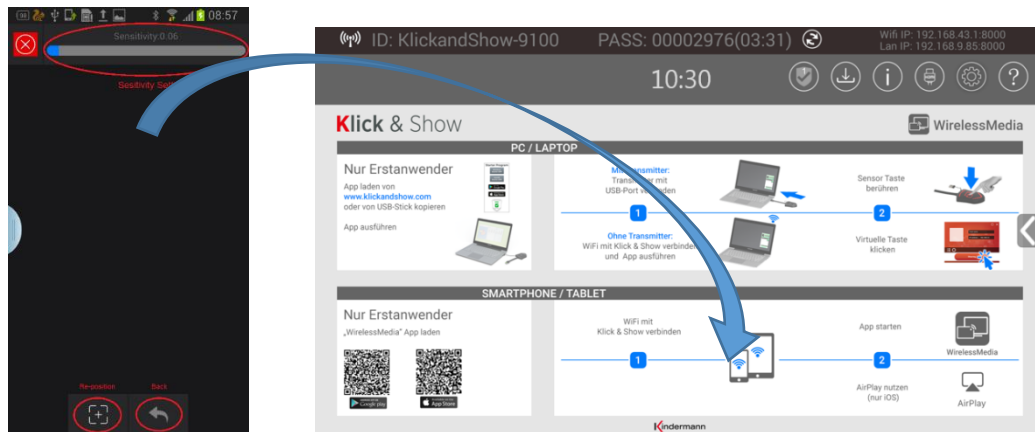 08:57
Sensitivity:0.06
Re-position
Back
ID: KlickandShow-9100
PASS: 00002976(03:31)
Wifi IP: 192.168.43.1:8000
Lan IP: 192.168.9.85:8000
10:30
Klick & Show
WirelessMedia
PC / LAPTOP
Nur Erstanwender
App laden von
www.klickandshow.com
oder von USB-Stick kopieren
App ausführen
Transmitter mit
USB-Port
1
Ohne Transmitter:
WiFi mit Klick & Show verbinden
und App ausführen
Sensor Taste
berühren
2
Virtuelle Taste
klicken
SMARTPHONE / TABLET
Nur Erstanwender
„WirelessMedia" App laden
Google play
App Store
WiFi mit
Klick & Show verbinden
1
App starten
2
WirelessMedia
AirPlay nutzen
(nur iOS)
AirPlay
Kindermann